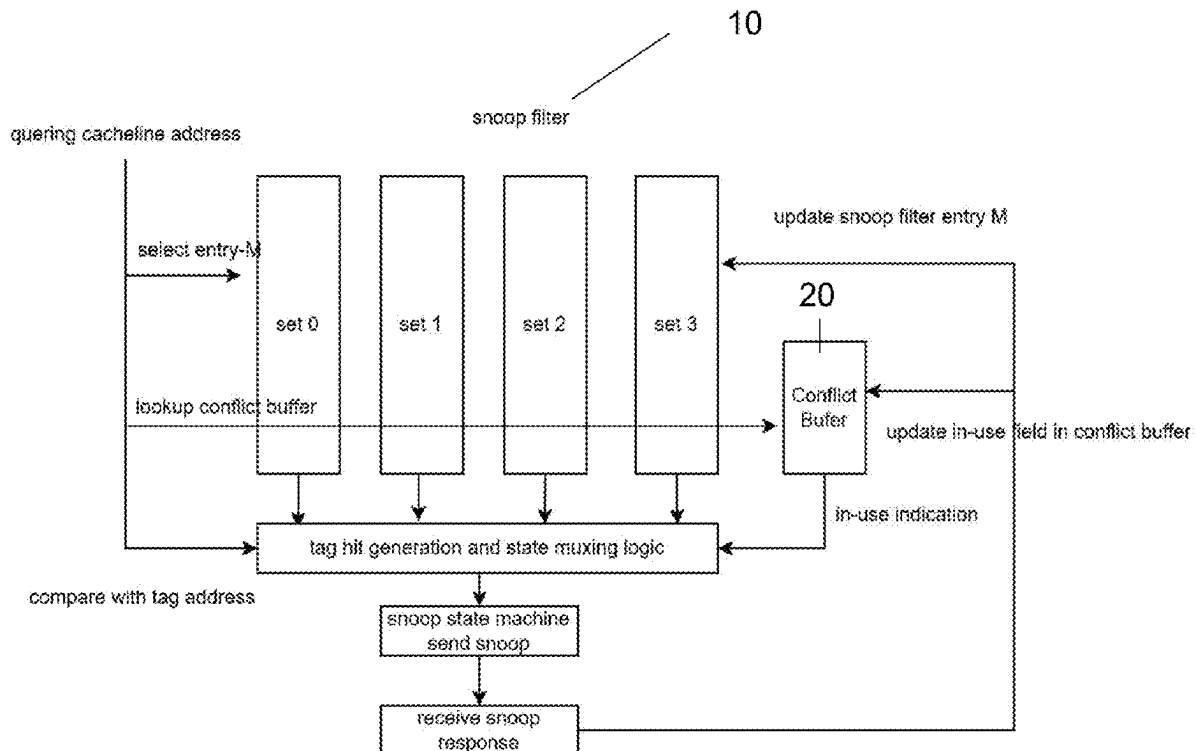 10
snoop filter
quering cacheline address
update snoop filter entry M
select entry-M
20
set 0
set 1
set 2
set 3
Conflict
Bufer
lookup conflict buffer
update in-use field in conflict buffer
in-use indication
tag hit generation and state muxing logic
compare with tag address
snoop state machine
send snoop
receive snoop
response